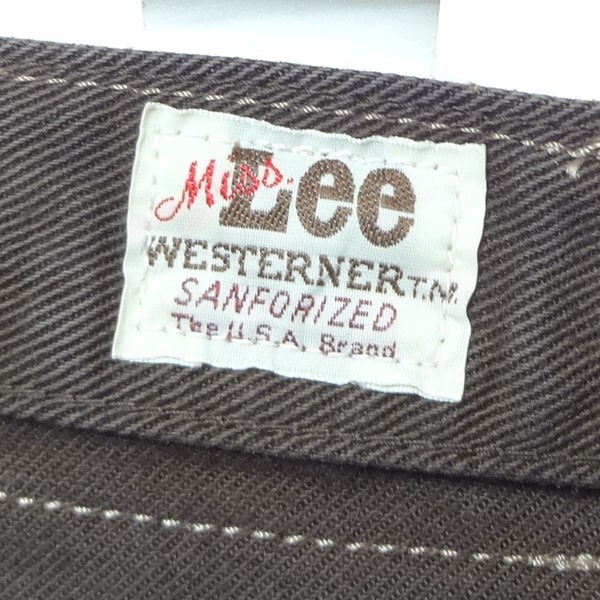 Miss. Lee
WESTERNER T.M.
SANFORIZED
The U.S.A. Brand